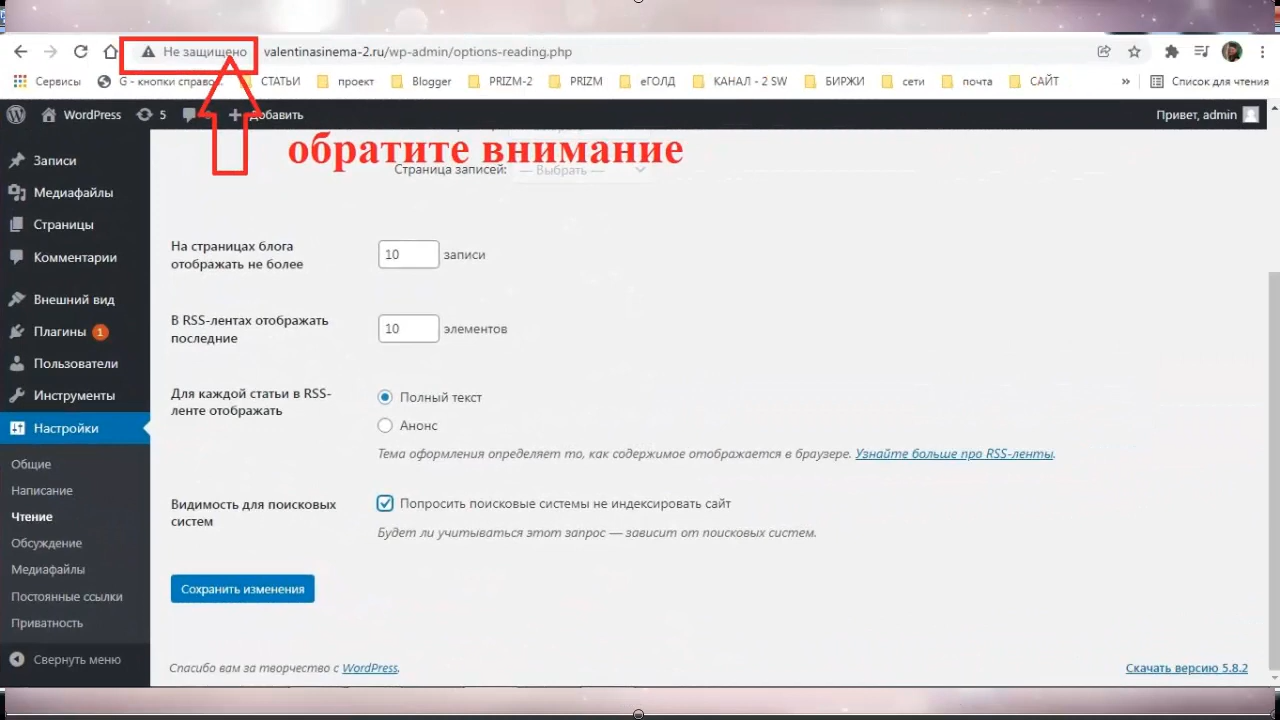 Не защищено valentinasinema-2.ru/wp-admin/options-reading.php
Сервисы G - кнопки справо... СТАТЬИ проект Blogger PRIZM-2 PRIZM еГОЛД КАНАЛ - 2 SW БИРЖИ сети почта САЙТ » Список для чтения
WordPress 5 Добавить Привет, admin
обратите внимание
Страница записей: — Выбрать —
Записи
Медиафайлы
Страницы
Комментарии
Внешний вид
Плагины 1
Пользователи
Инструменты
Настройки
Общие
Написание
Чтение
Обсуждение
Медиафайлы
Постоянные ссылки
Приватность
Свернуть меню
На страницах блога
отображать не более
10 записи
В RSS-лентах отображать
последние
10 элементов
Для каждой статьи в RSS-
ленте отображать
Полный текст
Анонс
Тема оформления определяет то, как содержимое отображается в браузере. Узнайте больше про RSS-ленты.
Видимость для поисковых
систем
Попросить поисковые системы не индексировать сайт
Будет ли учитываться этот запрос — зависит от поисковых систем.
Сохранить изменения
Спасибо вам за творчество с WordPress. Скачать версию 5.8.2